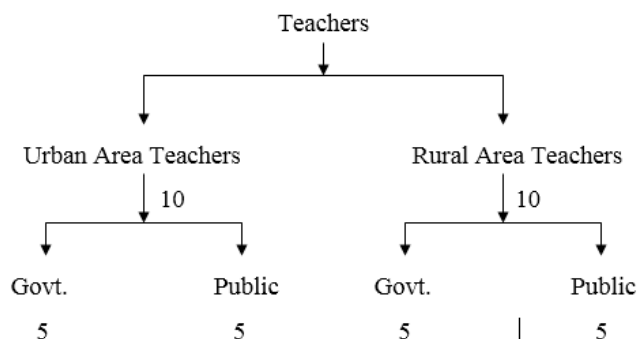 Teachers
Urban Area Teachers Rural Area Teachers
10 10
Govt. Public Govt. Public
5 5 5 5